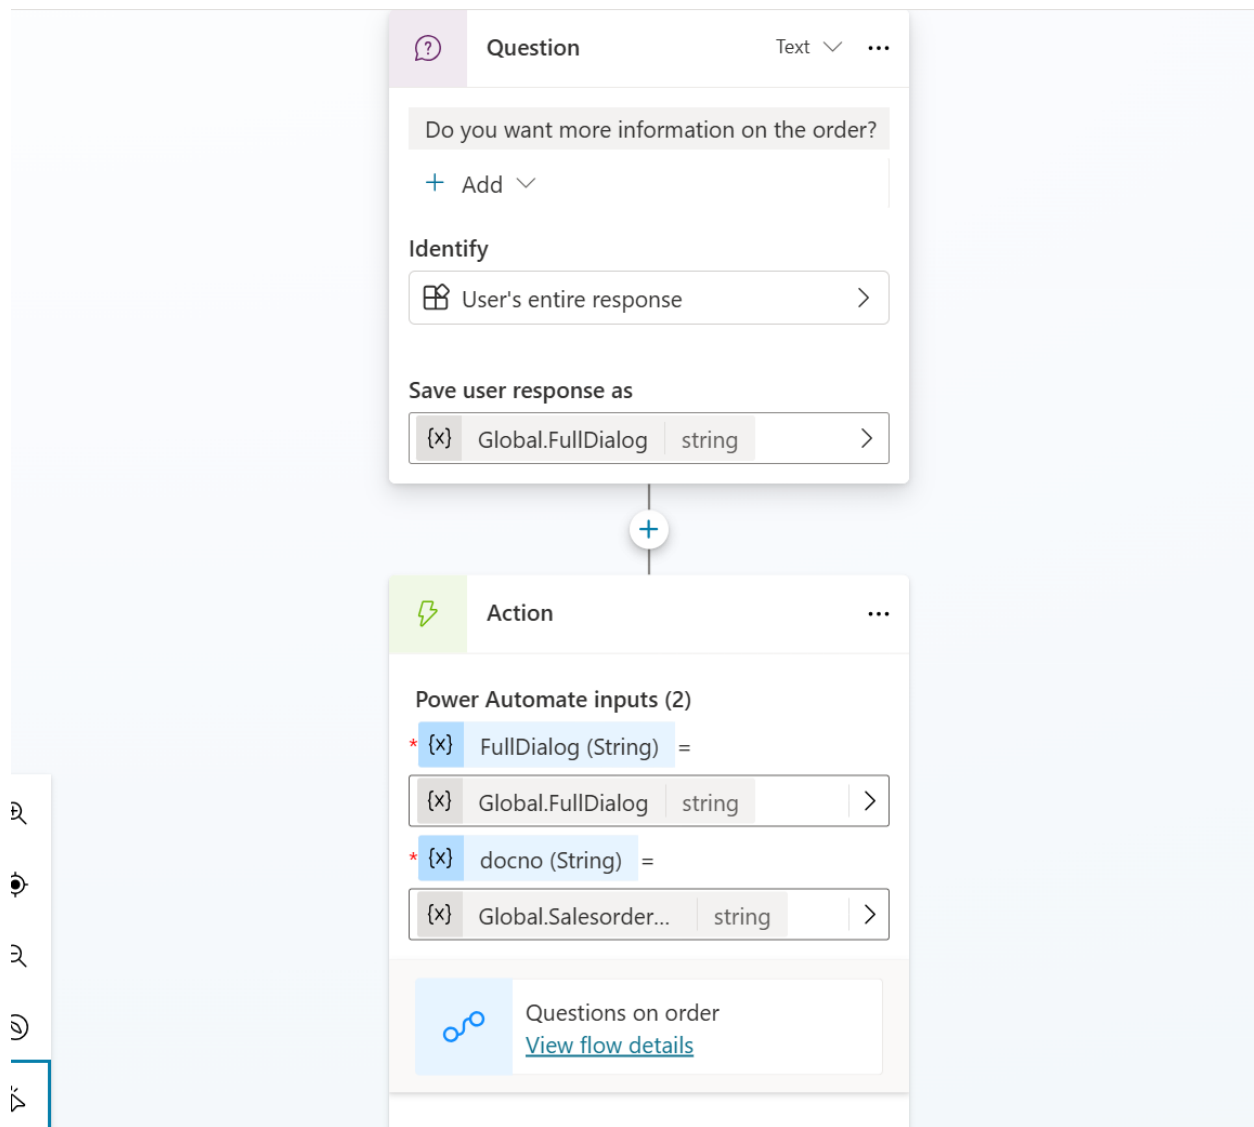 Question
Text
Do you want more information on the order?
+ Add
Identify
User's entire response
Save user response as
{x} Global.FullDialog string
Action
Power Automate inputs (2)
* {x} FullDialog (String) =
{x} Global.FullDialog string
* {x} docno (String) =
{x} Global.Salesorder... string
Questions on order
View flow details